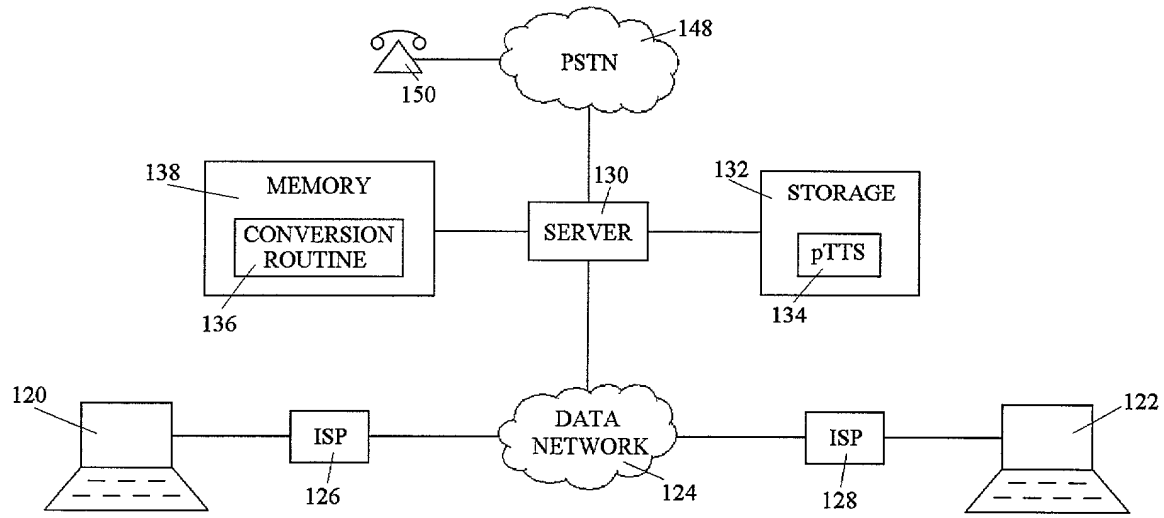 148
PSTN
150
138
MEMORY
CONVERSION
ROUTINE
136
130
SERVER
132
STORAGE
pTTS
134
120
ISP
126
DATA
NETWORK
124
ISP
128
122